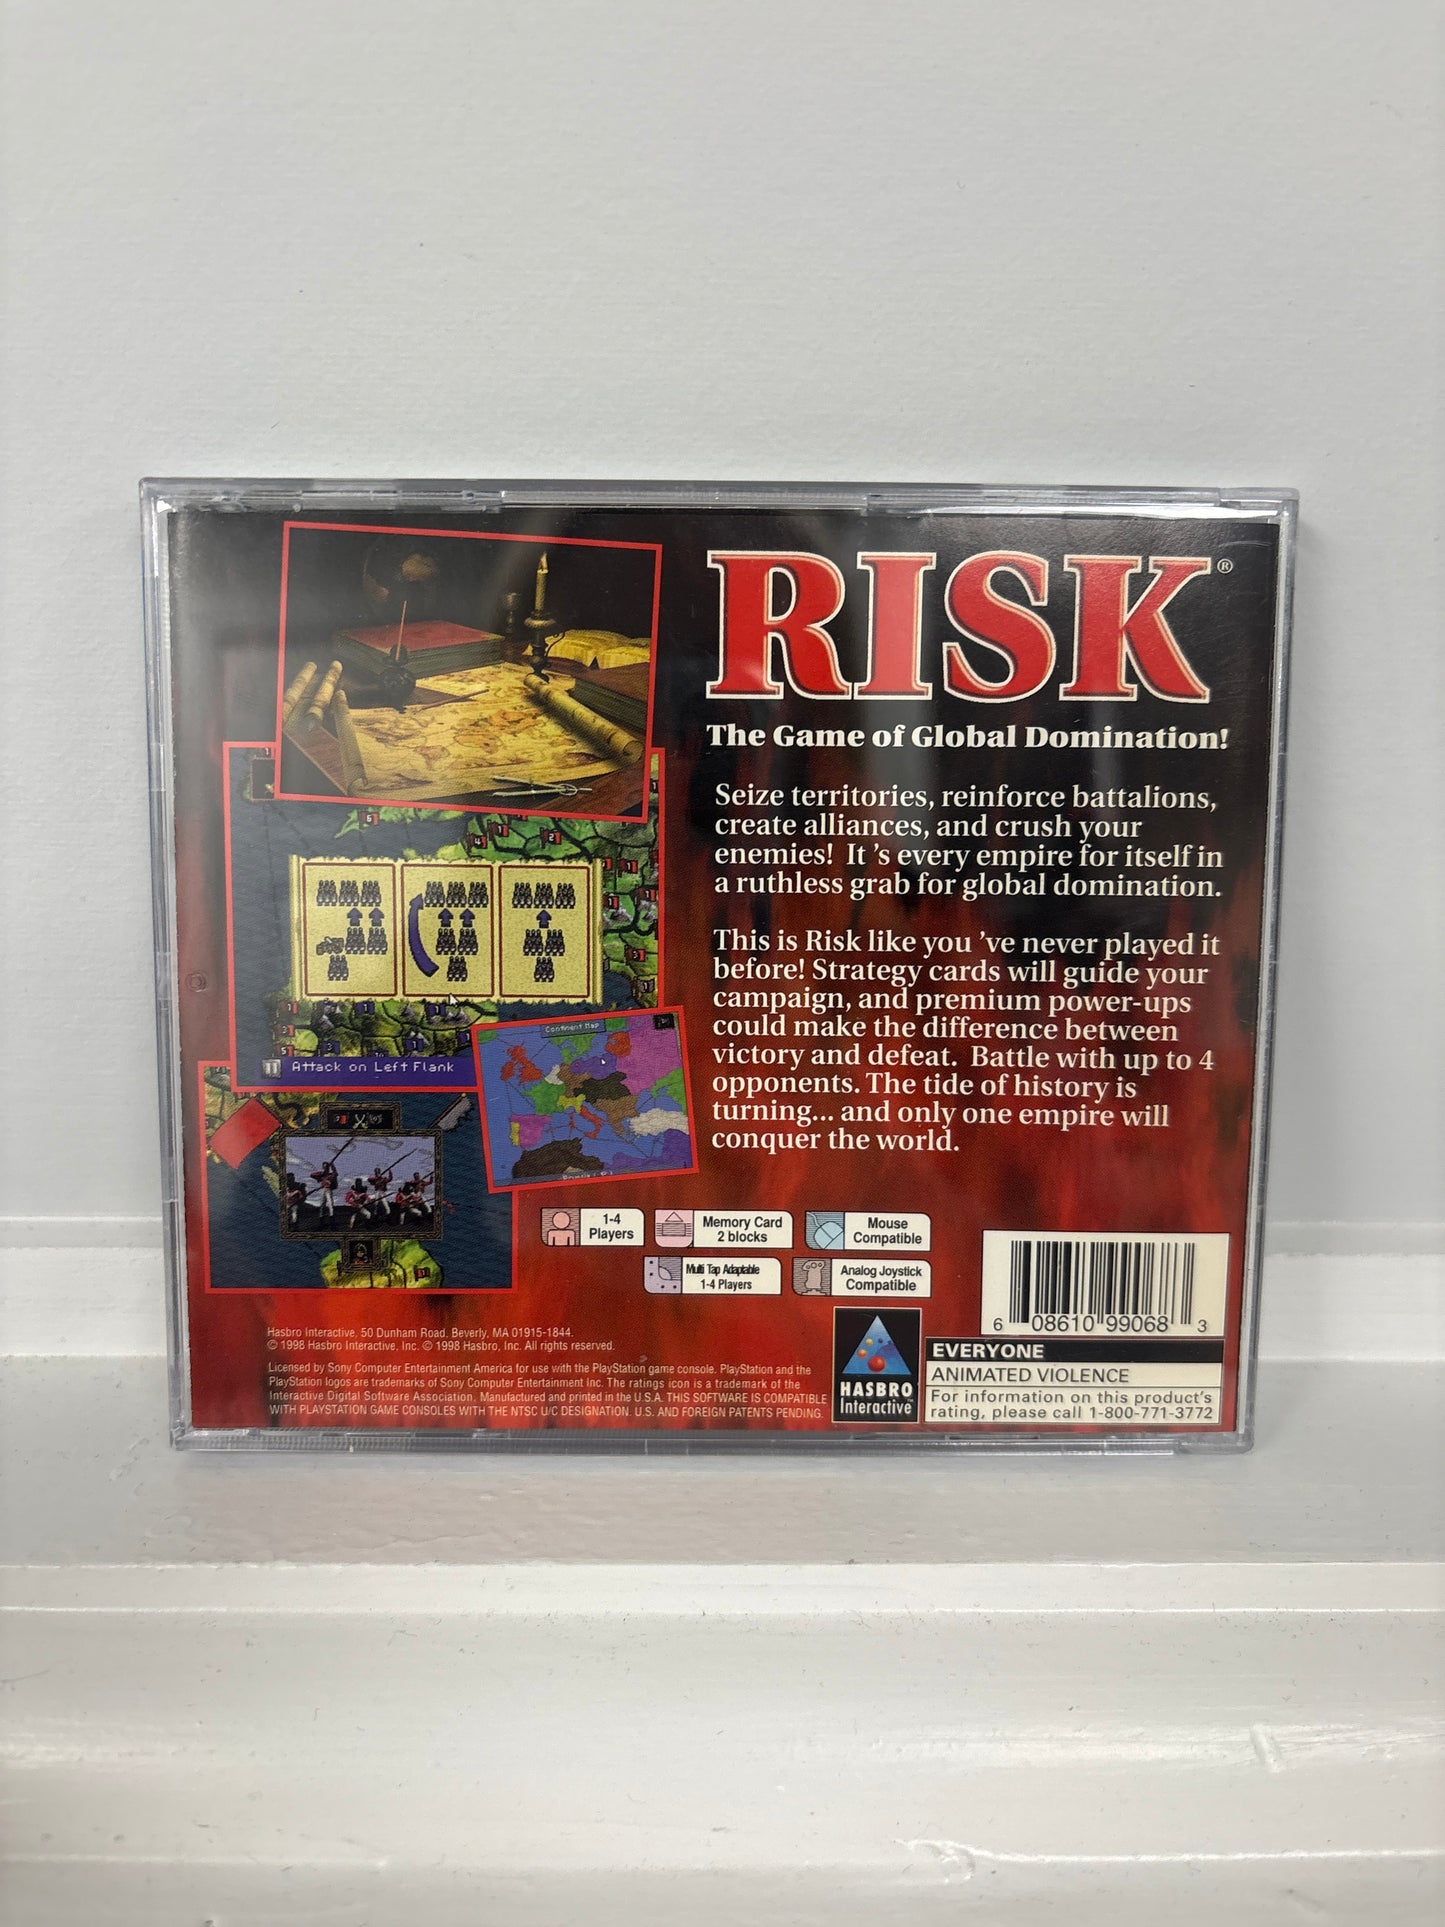 RISK®
The Game of Global Domination!
Seize territories, reinforce battalions,
create alliances, and crush your
enemies! It 's every empire for itself in
a ruthless grab for global domination.
This is Risk like you 've never played it
before! Strategy cards will guide your
campaign, and premium power-ups
could make the difference between
victory and defeat. Battle with up to 4
opponents. The tide of history is
turning... and only one empire will
conquer the world.
Attack on Left Flank
Continent Map
1-4
Players
Memory Card
2 blocks
Mouse
Compatible
Multi Tap Adaptable
1-4 Players
Analog Joystick
Compatible
6 08610 99068 3
Hasbro Interactive, 50 Dunham Road, Beverly, MA 01915-1844.
© 1998 Hasbro Interactive, Inc. © 1998 Hasbro, Inc. All rights reserved.
Licensed by Sony Computer Entertainment America for use with the PlayStation game console. PlayStation and the
PlayStation logos are trademarks of Sony Computer Entertainment Inc. The ratings icon is a trademark of the
Interactive Digital Software Association. Manufactured and printed in the U.S.A. THIS SOFTWARE IS COMPATIBLE
WITH PLAYSTATION GAME CONSOLES WITH THE NTSC U/C DESIGNATION. U.S. AND FOREIGN PATENTS PENDING.
HASBRO
Interactive™
EVERYONE
ANIMATED VIOLENCE
For information on this product's
rating, please call 1-800-771-3772